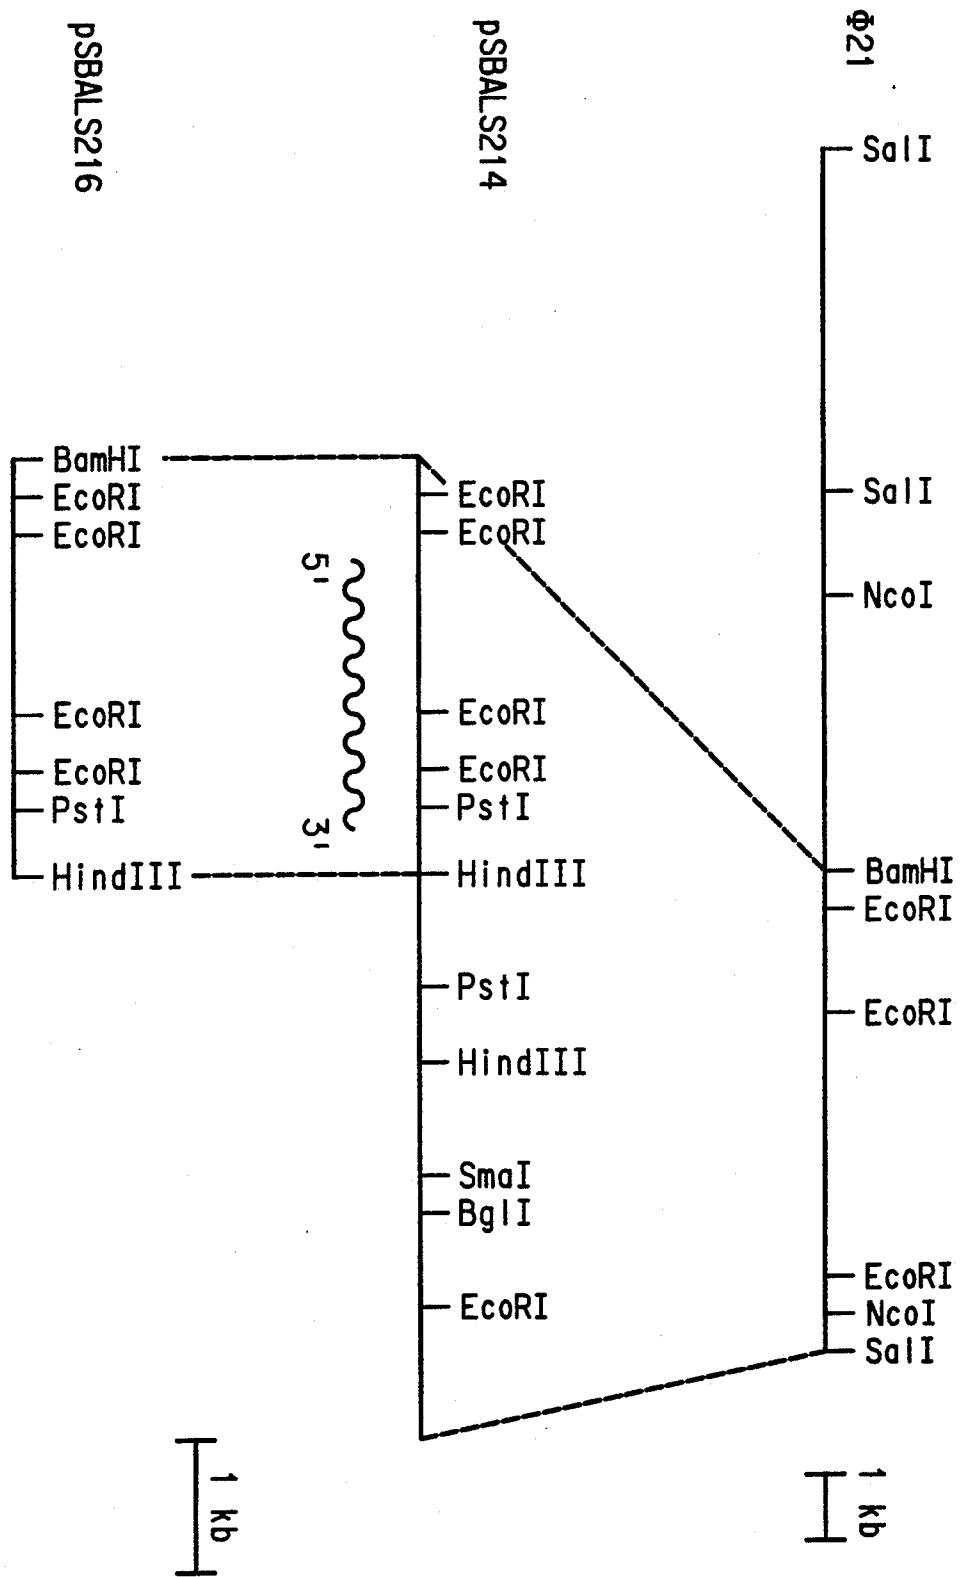 Φ21
SalI
SalI
NcoI
BamHI
EcoRI
EcoRI
EcoRI
NcoI
SalI
1 kb
pSBALS214
EcoRI
EcoRI
EcoRI
EcoRI
PstI
HindIII
PstI
HindIII
SmaI
BglI
EcoRI
5'
3'
1 kb
pSBALS216
BamHI
EcoRI
EcoRI
EcoRI
EcoRI
PstI
HindIII